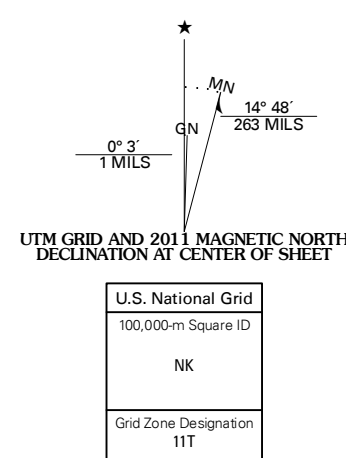 MN
14° 48´
263 MILS
GN
0° 3´
1 MILS
UTM GRID AND 2011 MAGNETIC NORTH
DECLINATION AT CENTER OF SHEET
U.S. National Grid
100,000-m Square ID
NK
Grid Zone Designation
11T